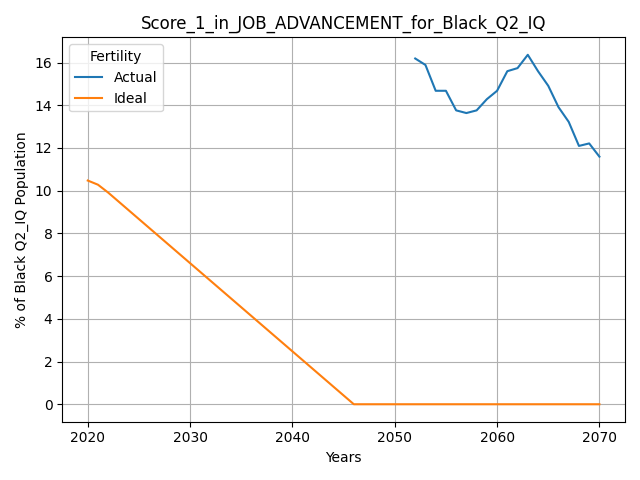 Score_1_in_JOB_ADVANCEMENT_for_Black_Q2_IQ
Fertility
Actual
Ideal
% of Black Q2_IQ Population
16
14
12
10
8
6
4
2
0
2020 2030 2040 2050 2060 2070
Years